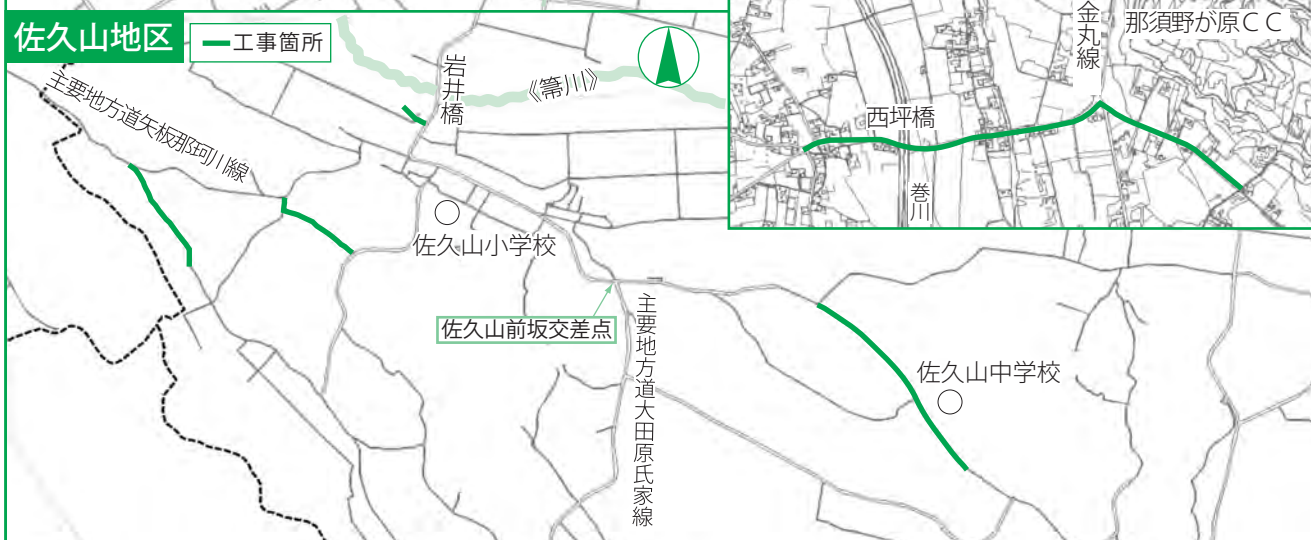 佐久山地区
工事箇所
主要地方道矢板那珂川線
岩井橋
《箒川》
佐久山小学校
佐久山前坂交差点
主要地方道大田原氏家線
佐久山中学校
金丸線
那須野が原ＣＣ
西坪橋
巻川